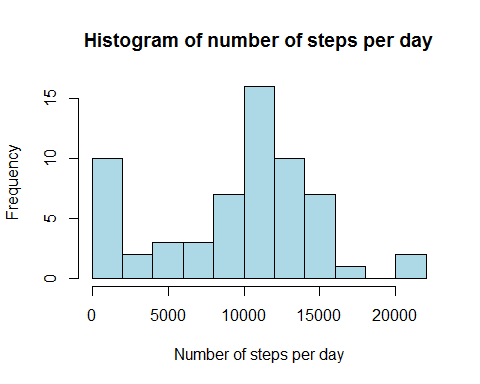 Histogram of number of steps per day
Frequency
15
10
5
0
0 5000 10000 15000 20000
Number of steps per day